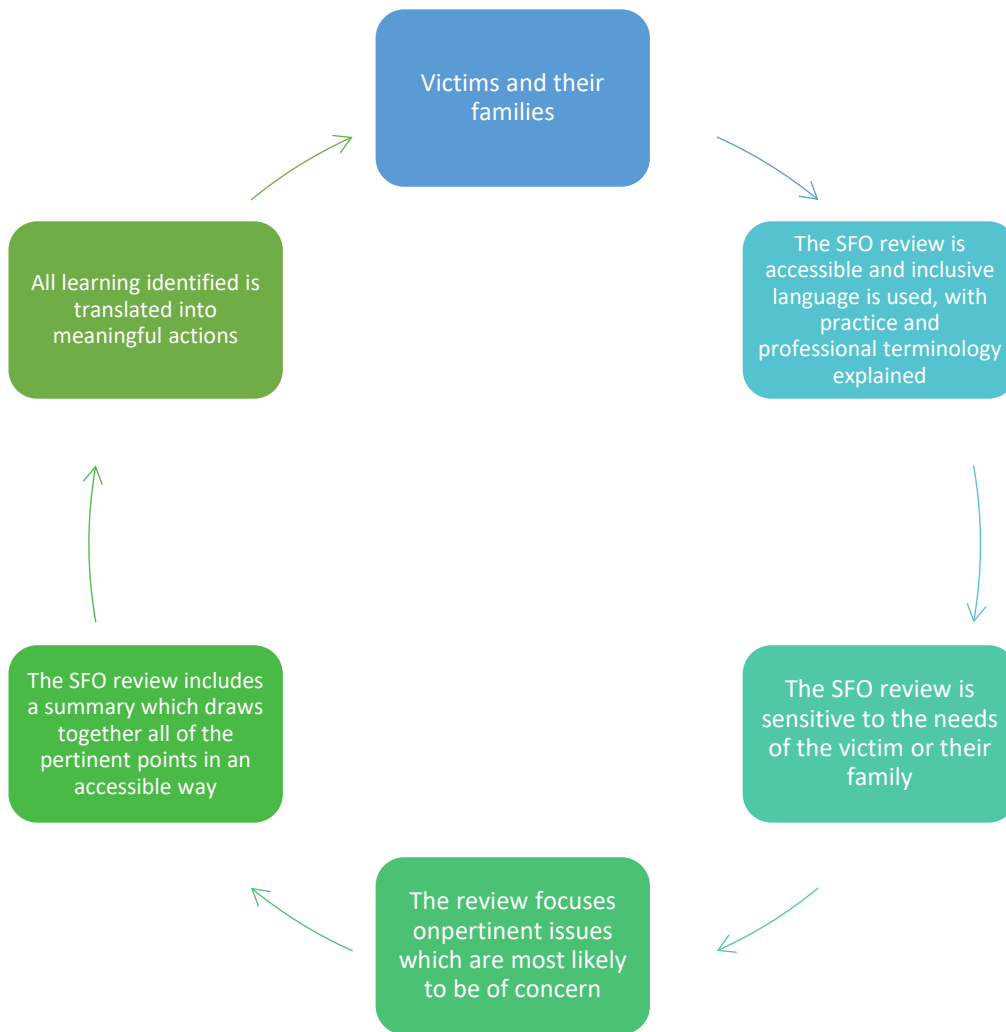 Victims and their
families
The SFO review is
accessible and inclusive
language is used, with
practice and
professional terminology
explained
The SFO review is
sensitive to the needs
of the victim or their
family
The review focuses
onpertinent issues
which are most likely
to be of concern
The SFO review includes
a summary which draws
together all of the
pertinent points in an
accessible way
All learning identified is
translated into
meaningful actions